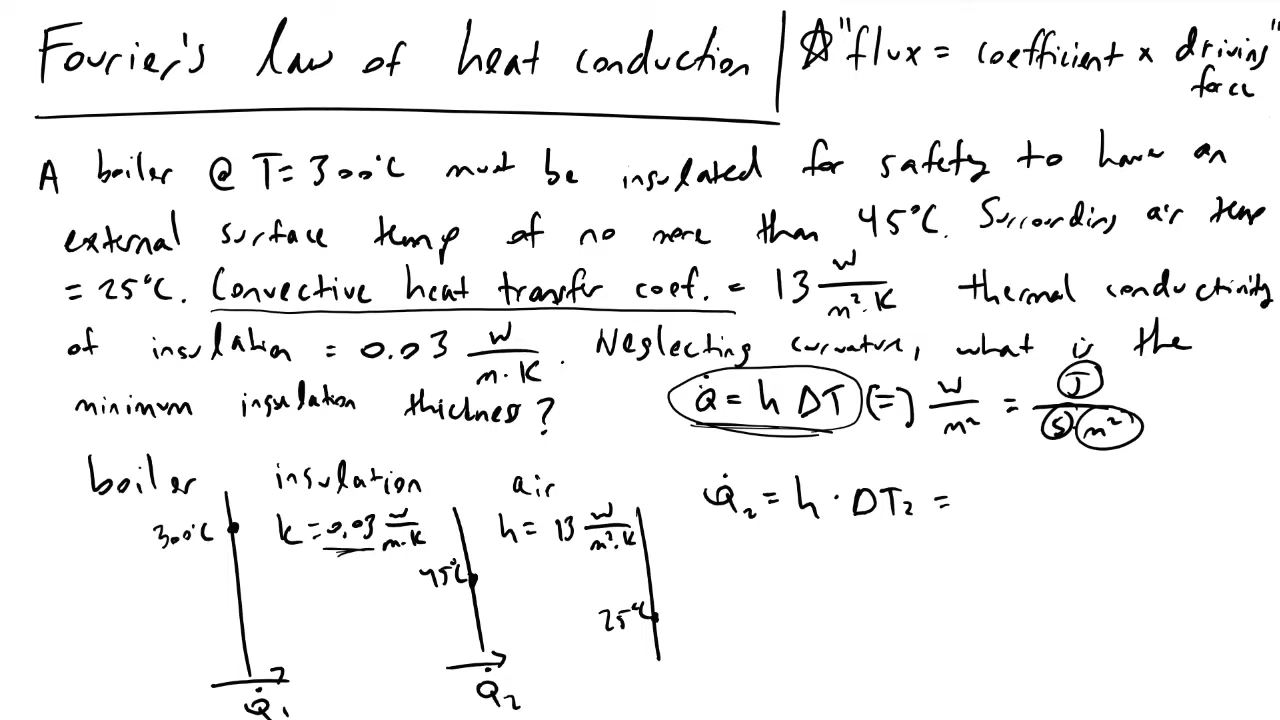 Fourier's law of heat conduction
☆ "flux = coefficient x driving force"
A boiler @ T = 300°C must be insulated for safety to have an
external surface temp of no more than 45°C. Surrounding air temp
= 25°C. Convective heat transfer coef. = 13 W/m²·K thermal conductivity
of insulation = 0.03 W/m·K. Neglecting curvature, what is the
minimum insulation thickness?
Q̇ = h ΔT (=) W/m² = J/s·m²
boiler insulation air
300°C k = 0.03 W/m·K h = 13 W/m²·K
45°C
25°C
Q̇₁ Q̇₂
Q̇₂ = h · ΔT₂ =